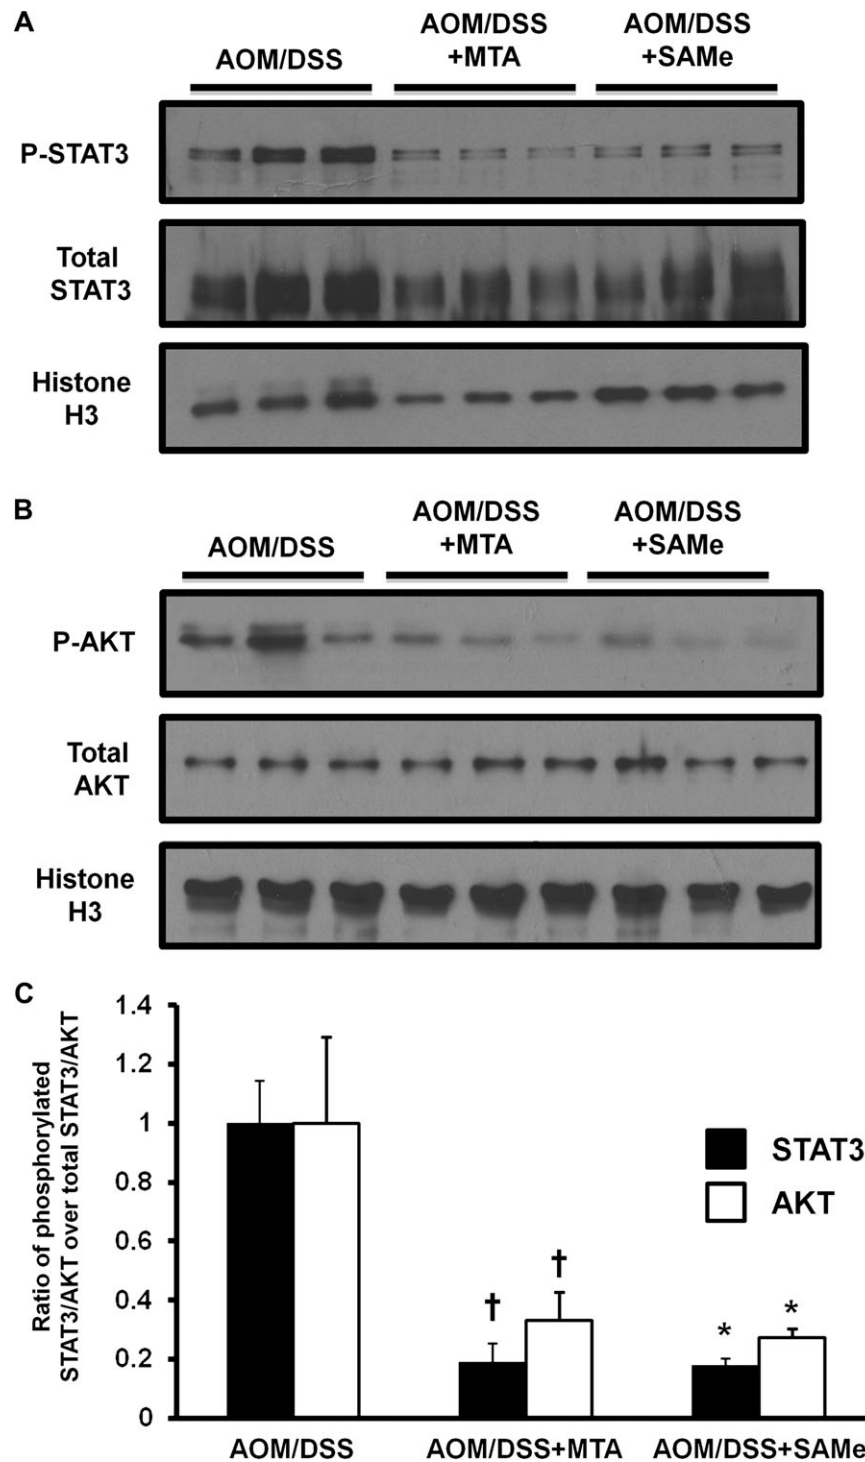 A
AOM/DSS
AOM/DSS
+MTA
AOM/DSS
+SAMe
P-STAT3
Total
STAT3
Histone
H3
B
AOM/DSS
AOM/DSS
+MTA
AOM/DSS
+SAMe
P-AKT
Total
AKT
Histone
H3
C
Ratio of phosphorylated
STAT3/AKT over total STAT3/AKT
1.4
1.2
1
0.8
0.6
0.4
0.2
0
STAT3
AKT
†
†
*
*
AOM/DSS
AOM/DSS+MTA
AOM/DSS+SAMe